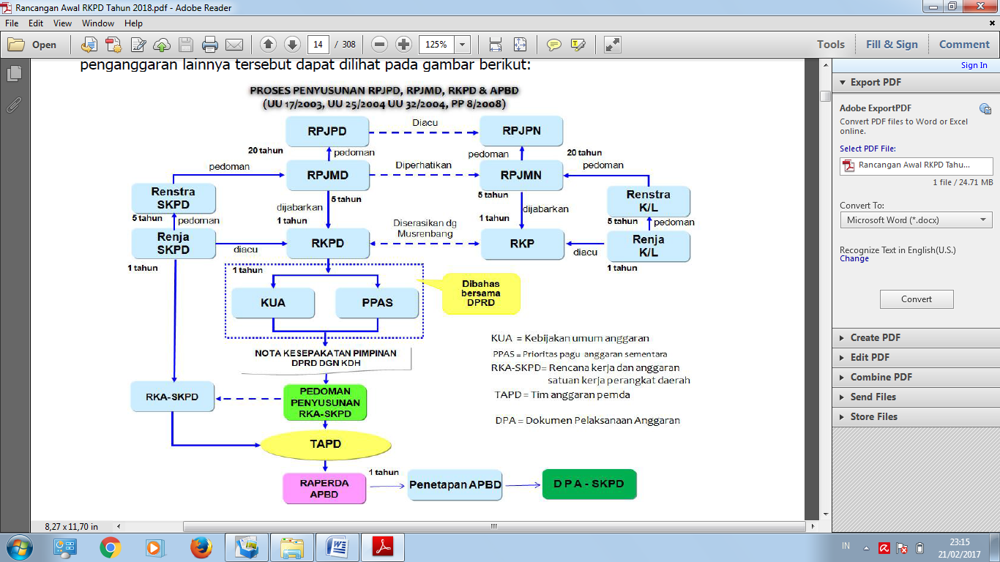 Rancangan Awal RKPD Tahun 2018.pdf - Adobe Reader
File Edit View Window Help
Open
14 / 308
125%
Tools Fill & Sign Comment
Sign In
penganggaran lainnya tersebut dapat dilihat pada gambar berikut:
PROSES PENYUSUNAN RPJPD, RPJMD, RKPD & APBD
(UU 17/2003, UU 25/2004 UU 32/2004, PP 8/2008)
RPJPD
Diacu
RPJPN
20 tahun
pedoman
pedoman
20 tahun
pedoman
RPJMD
Diperhatikan
RPJMN
pedoman
Renstra
SKPD
5 tahun
5 tahun
Renstra
K/L
5 tahun
pedoman
dijabarkan
1 tahun
Diserasikan dg
Musrenbang
1 tahun
dijabarkan
5 tahun
pedoman
Renja
SKPD
diacu
RKPD
RKP
diacu
Renja
K/L
1 tahun
1 tahun
1 tahun
KUA
PPAS
Dibahas
bersama
DPRD
NOTA KESEPAKATAN PIMPINAN
DPRD DGN KDH
KUA = Kebijakan umum anggaran
PPAS = Prioritas pagu anggaran sementara
RKA-SKPD= Rencana kerja dan anggaran
satuan kerja perangkat daerah
TAPD = Tim anggaran pemda
DPA = Dokumen Pelaksanaan Anggaran
RKA-SKPD
PEDOMAN
PENYUSUNAN
RKA-SKPD
TAPD
RAPERDA
APBD
1 tahun
Penetapan APBD
D P A - SKPD
Export PDF
Adobe ExportPDF
Convert PDF files to Word or Excel
online.
Select PDF File:
Rancangan Awal RKPD Tahu...
1 file / 24.71 MB
Convert To:
Microsoft Word (*.docx)
Recognize Text in English(U.S.)
Change
Convert
Create PDF
Edit PDF
Combine PDF
Send Files
Store Files
8,27 x 11,70 in
IN
23:15
21/02/2017